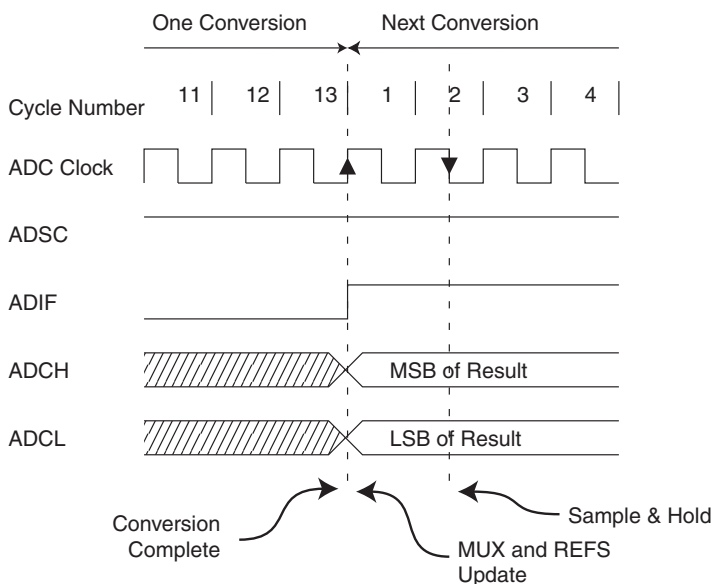 One Conversion Next Conversion
Cycle Number 11 12 13 1 2 3 4
ADC Clock
ADSC
ADIF
ADCH MSB of Result
ADCL LSB of Result
Sample & Hold
Conversion
Complete
MUX and REFS
Update